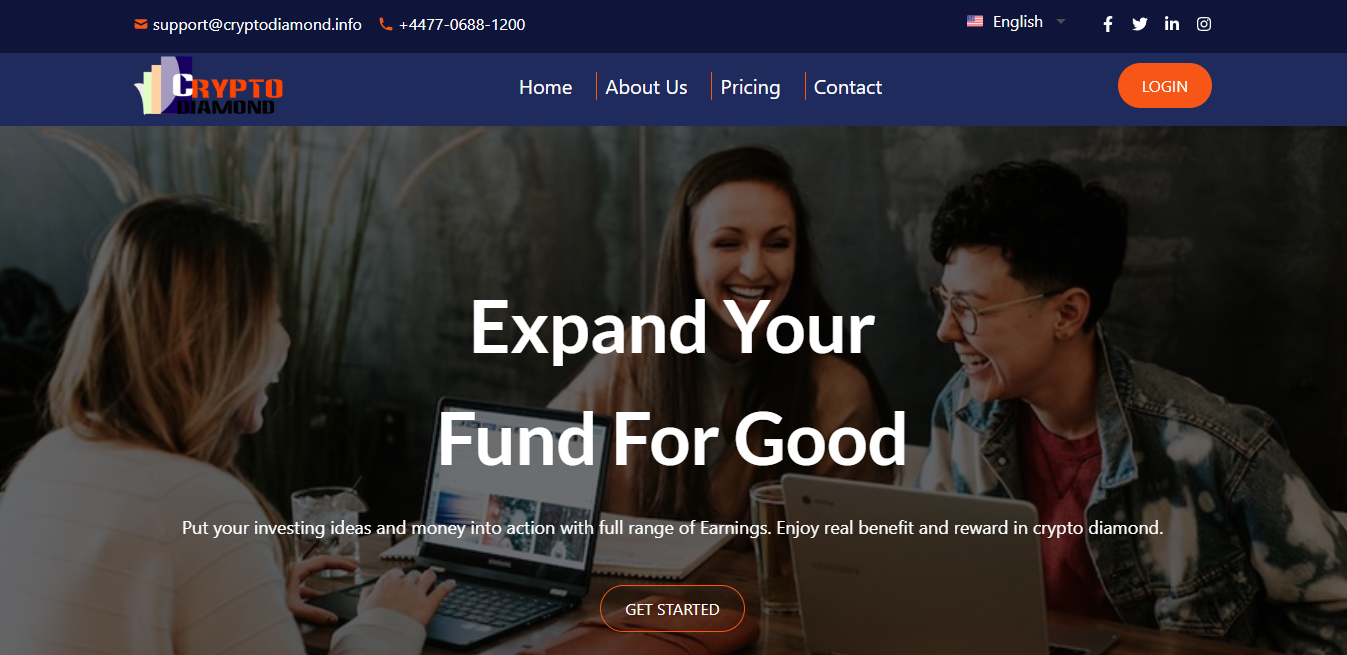 support@cryptodiamond.info +4477-0688-1200 English
CRYPTO
DIAMOND
Home About Us Pricing Contact LOGIN
Expand Your
Fund For Good
Put your investing ideas and money into action with full range of Earnings. Enjoy real benefit and reward in crypto diamond.
GET STARTED